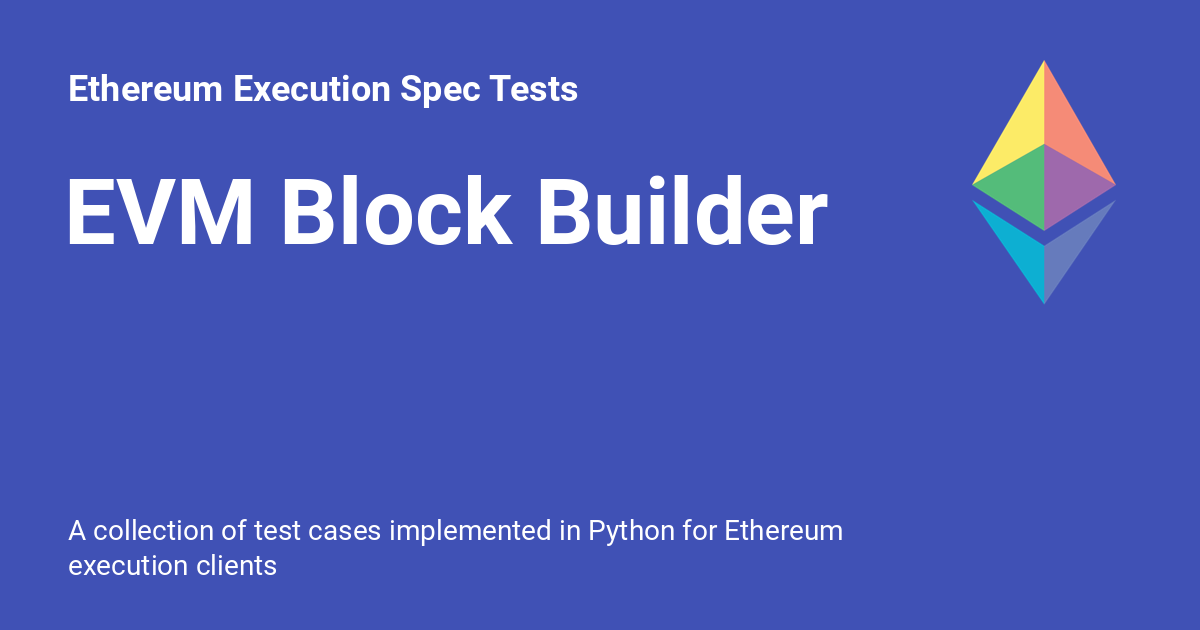 Ethereum Execution Spec Tests
EVM Block Builder
A collection of test cases implemented in Python for Ethereum
execution clients